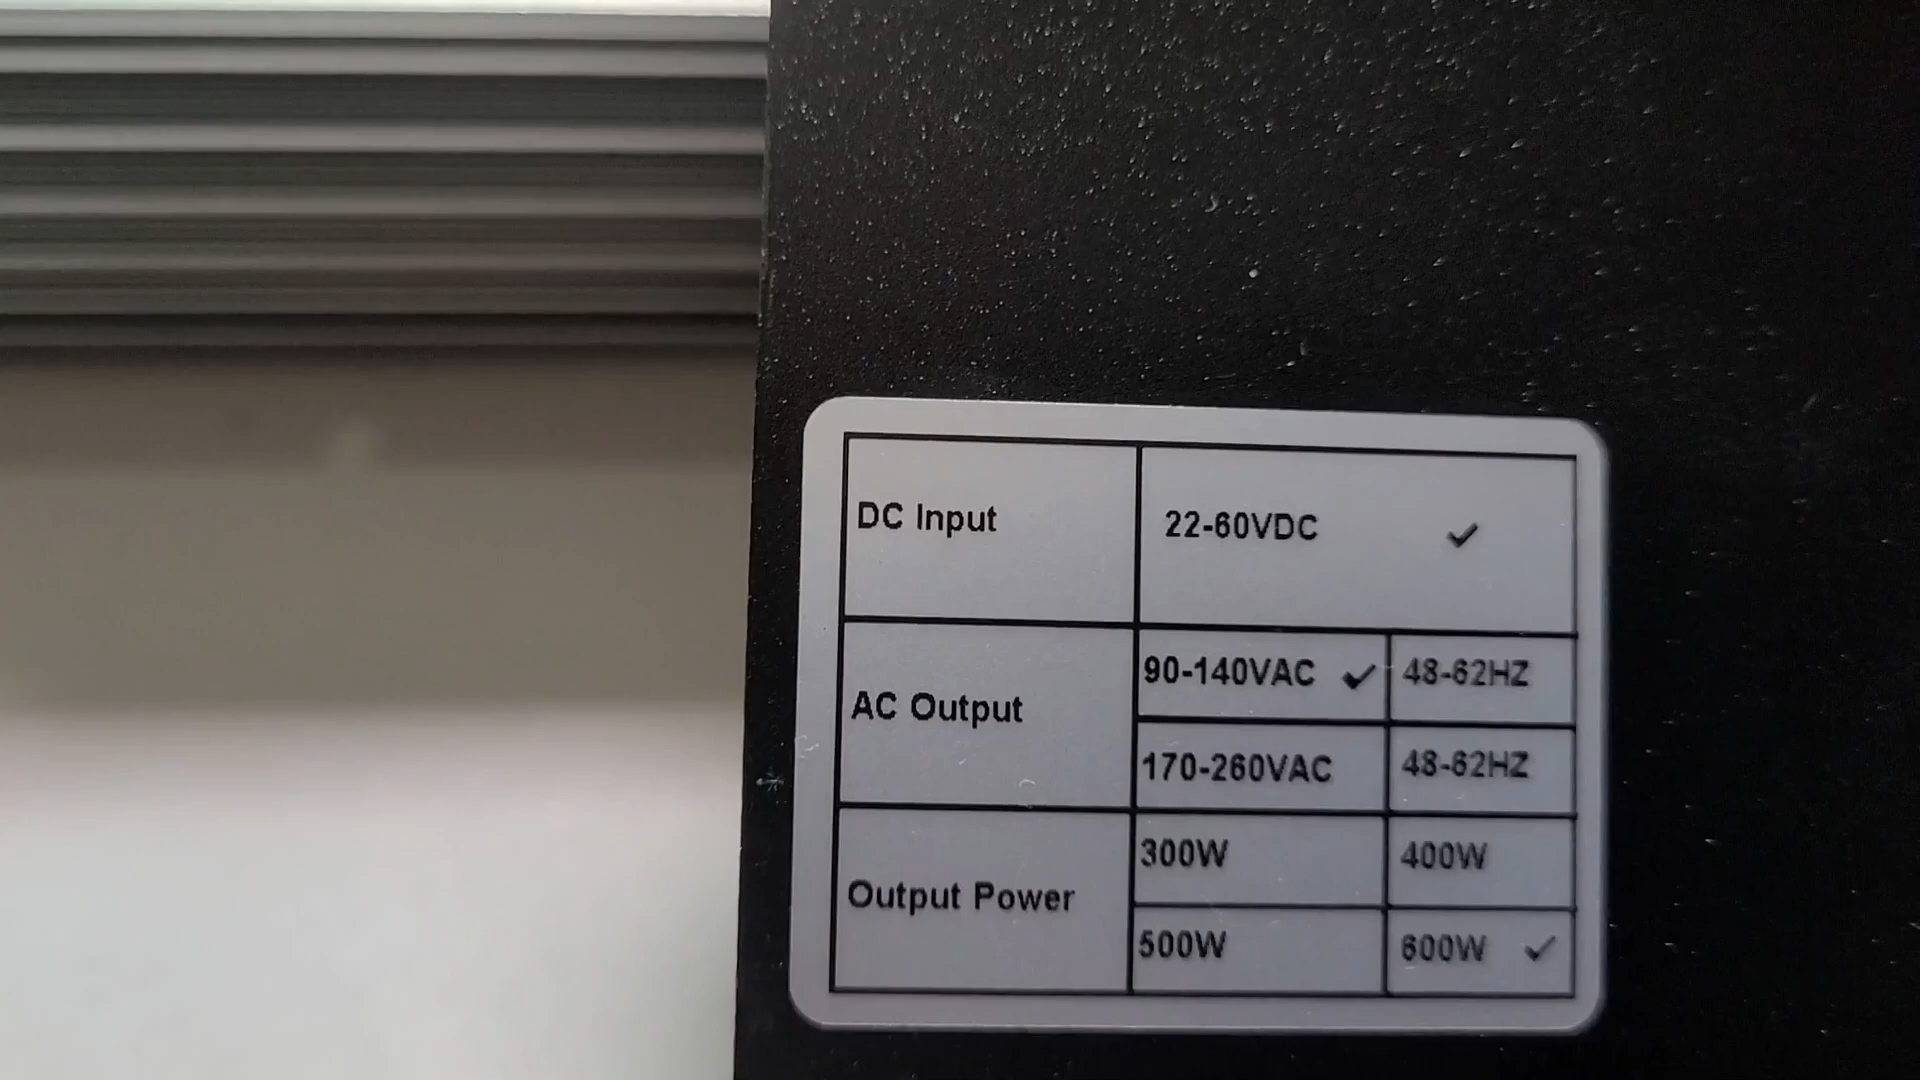 DC Input 22-60VDC ✓
AC Output
90-140VAC ✓ 48-62HZ
170-260VAC 48-62HZ
Output Power
300W 400W
500W 600W ✓